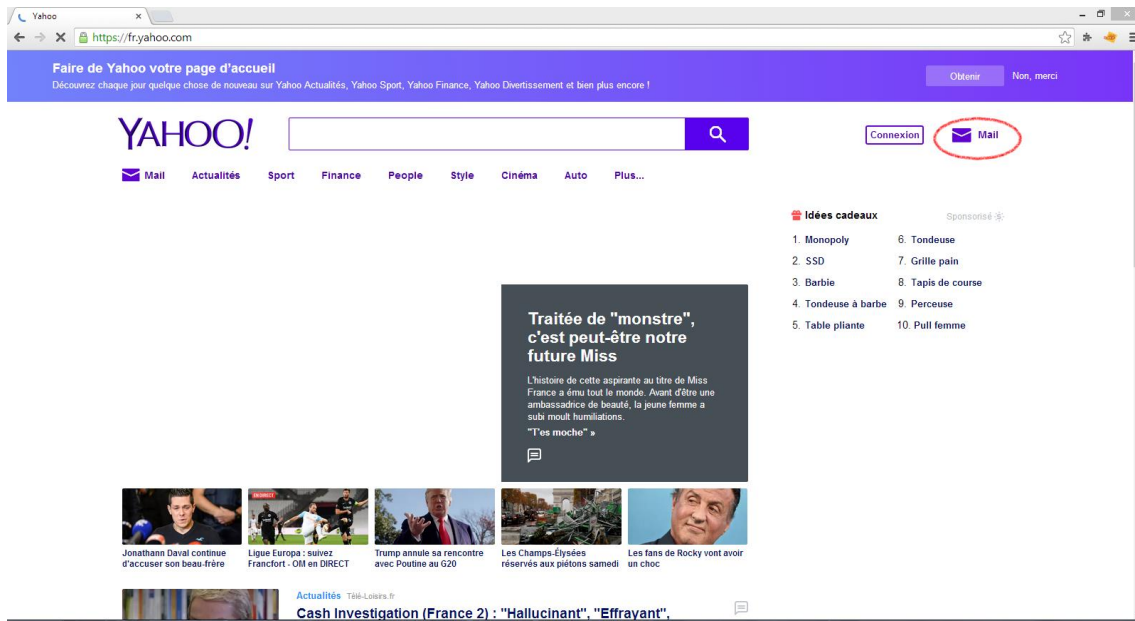 Yahoo
https://fr.yahoo.com
Faire de Yahoo votre page d'accueil
Découvrez chaque jour quelque chose de nouveau sur Yahoo Actualités, Yahoo Sport, Yahoo Finance, Yahoo Divertissement et bien plus encore !
Obtenir
Non, merci
YAHOO!
Connexion
Mail
Mail Actualités Sport Finance People Style Cinéma Auto Plus...
Idées cadeaux
Sponsorisé
1. Monopoly
2. SSD
3. Barbie
4. Tondeuse à barbe
5. Table pliante
6. Tondeuse
7. Grille pain
8. Tapis de course
9. Perceuse
10. Pull femme
Traitée de "monstre",
c'est peut-être notre
future Miss
L'histoire de cette aspirante au titre de Miss
France a ému tout le monde. Avant d'être une
ambassadrice de beauté, la jeune femme a
subi moult humiliations.
"T'es moche" »
EN DIRECT
Jonathann Daval continue
d'accuser son beau-frère
Ligue Europa : suivez
Francfort - OM en DIRECT
Trump annule sa rencontre
avec Poutine au G20
Les Champs-Élysées
réservés aux piétons samedi
Les fans de Rocky vont avoir
un choc
Actualités Télé-Loisirs.fr
Cash Investigation (France 2) : "Hallucinant", "Effrayant",